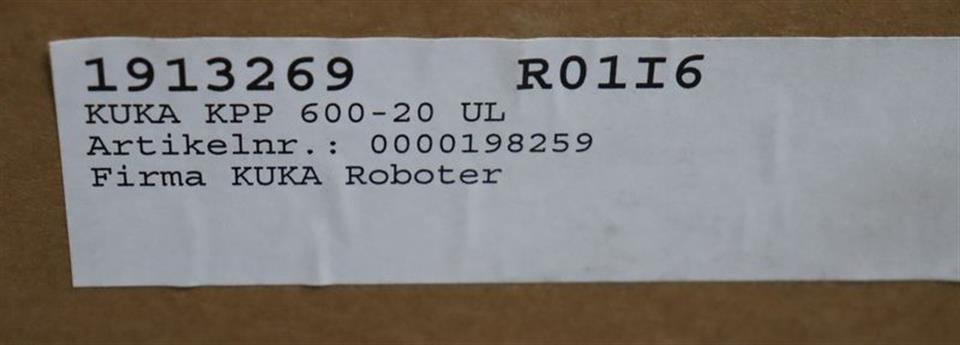 1913269 R01I6
KUKA KPP 600-20 UL
Artikelnr.: 0000198259
Firma KUKA Roboter